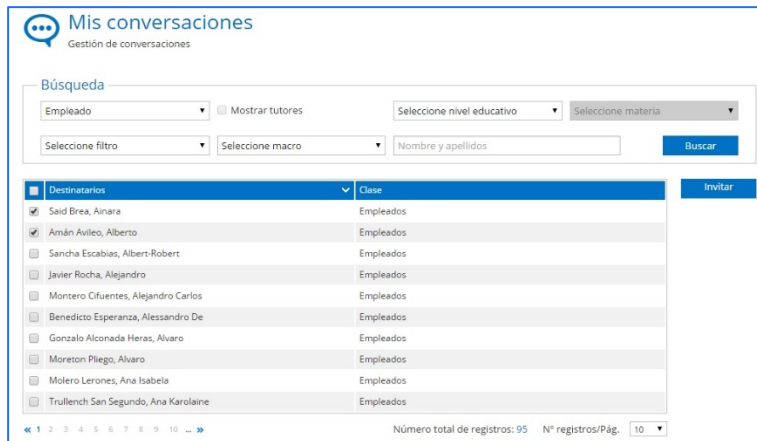 Mis conversaciones
Gestión de conversaciones
Búsqueda
Empleado Mostrar tutores Seleccione nivel educativo Seleccione materia
Seleccione filtro Seleccione macro Nombre y apellidos Buscar
Destinatarios Clase Invitar
Said Brea, Ainara Empleados
Amán Avileo, Alberto Empleados
Sancha Escabias, Albert-Robert Empleados
Javier Rocha, Alejandro Empleados
Montero Cifuentes, Alejandro Carlos Empleados
Benedicto Esperanza, Alessandro De Empleados
Gonzalo Alconada Heras, Alvaro Empleados
Moreton Pliego, Alvaro Empleados
Molero Lerones, Ana Isabela Empleados
Trullench San Segundo, Ana Karolaine Empleados
« 1 2 3 4 5 6 7 8 9 10 ... » Número total de registros: 95 Nº registros/Pág. 10